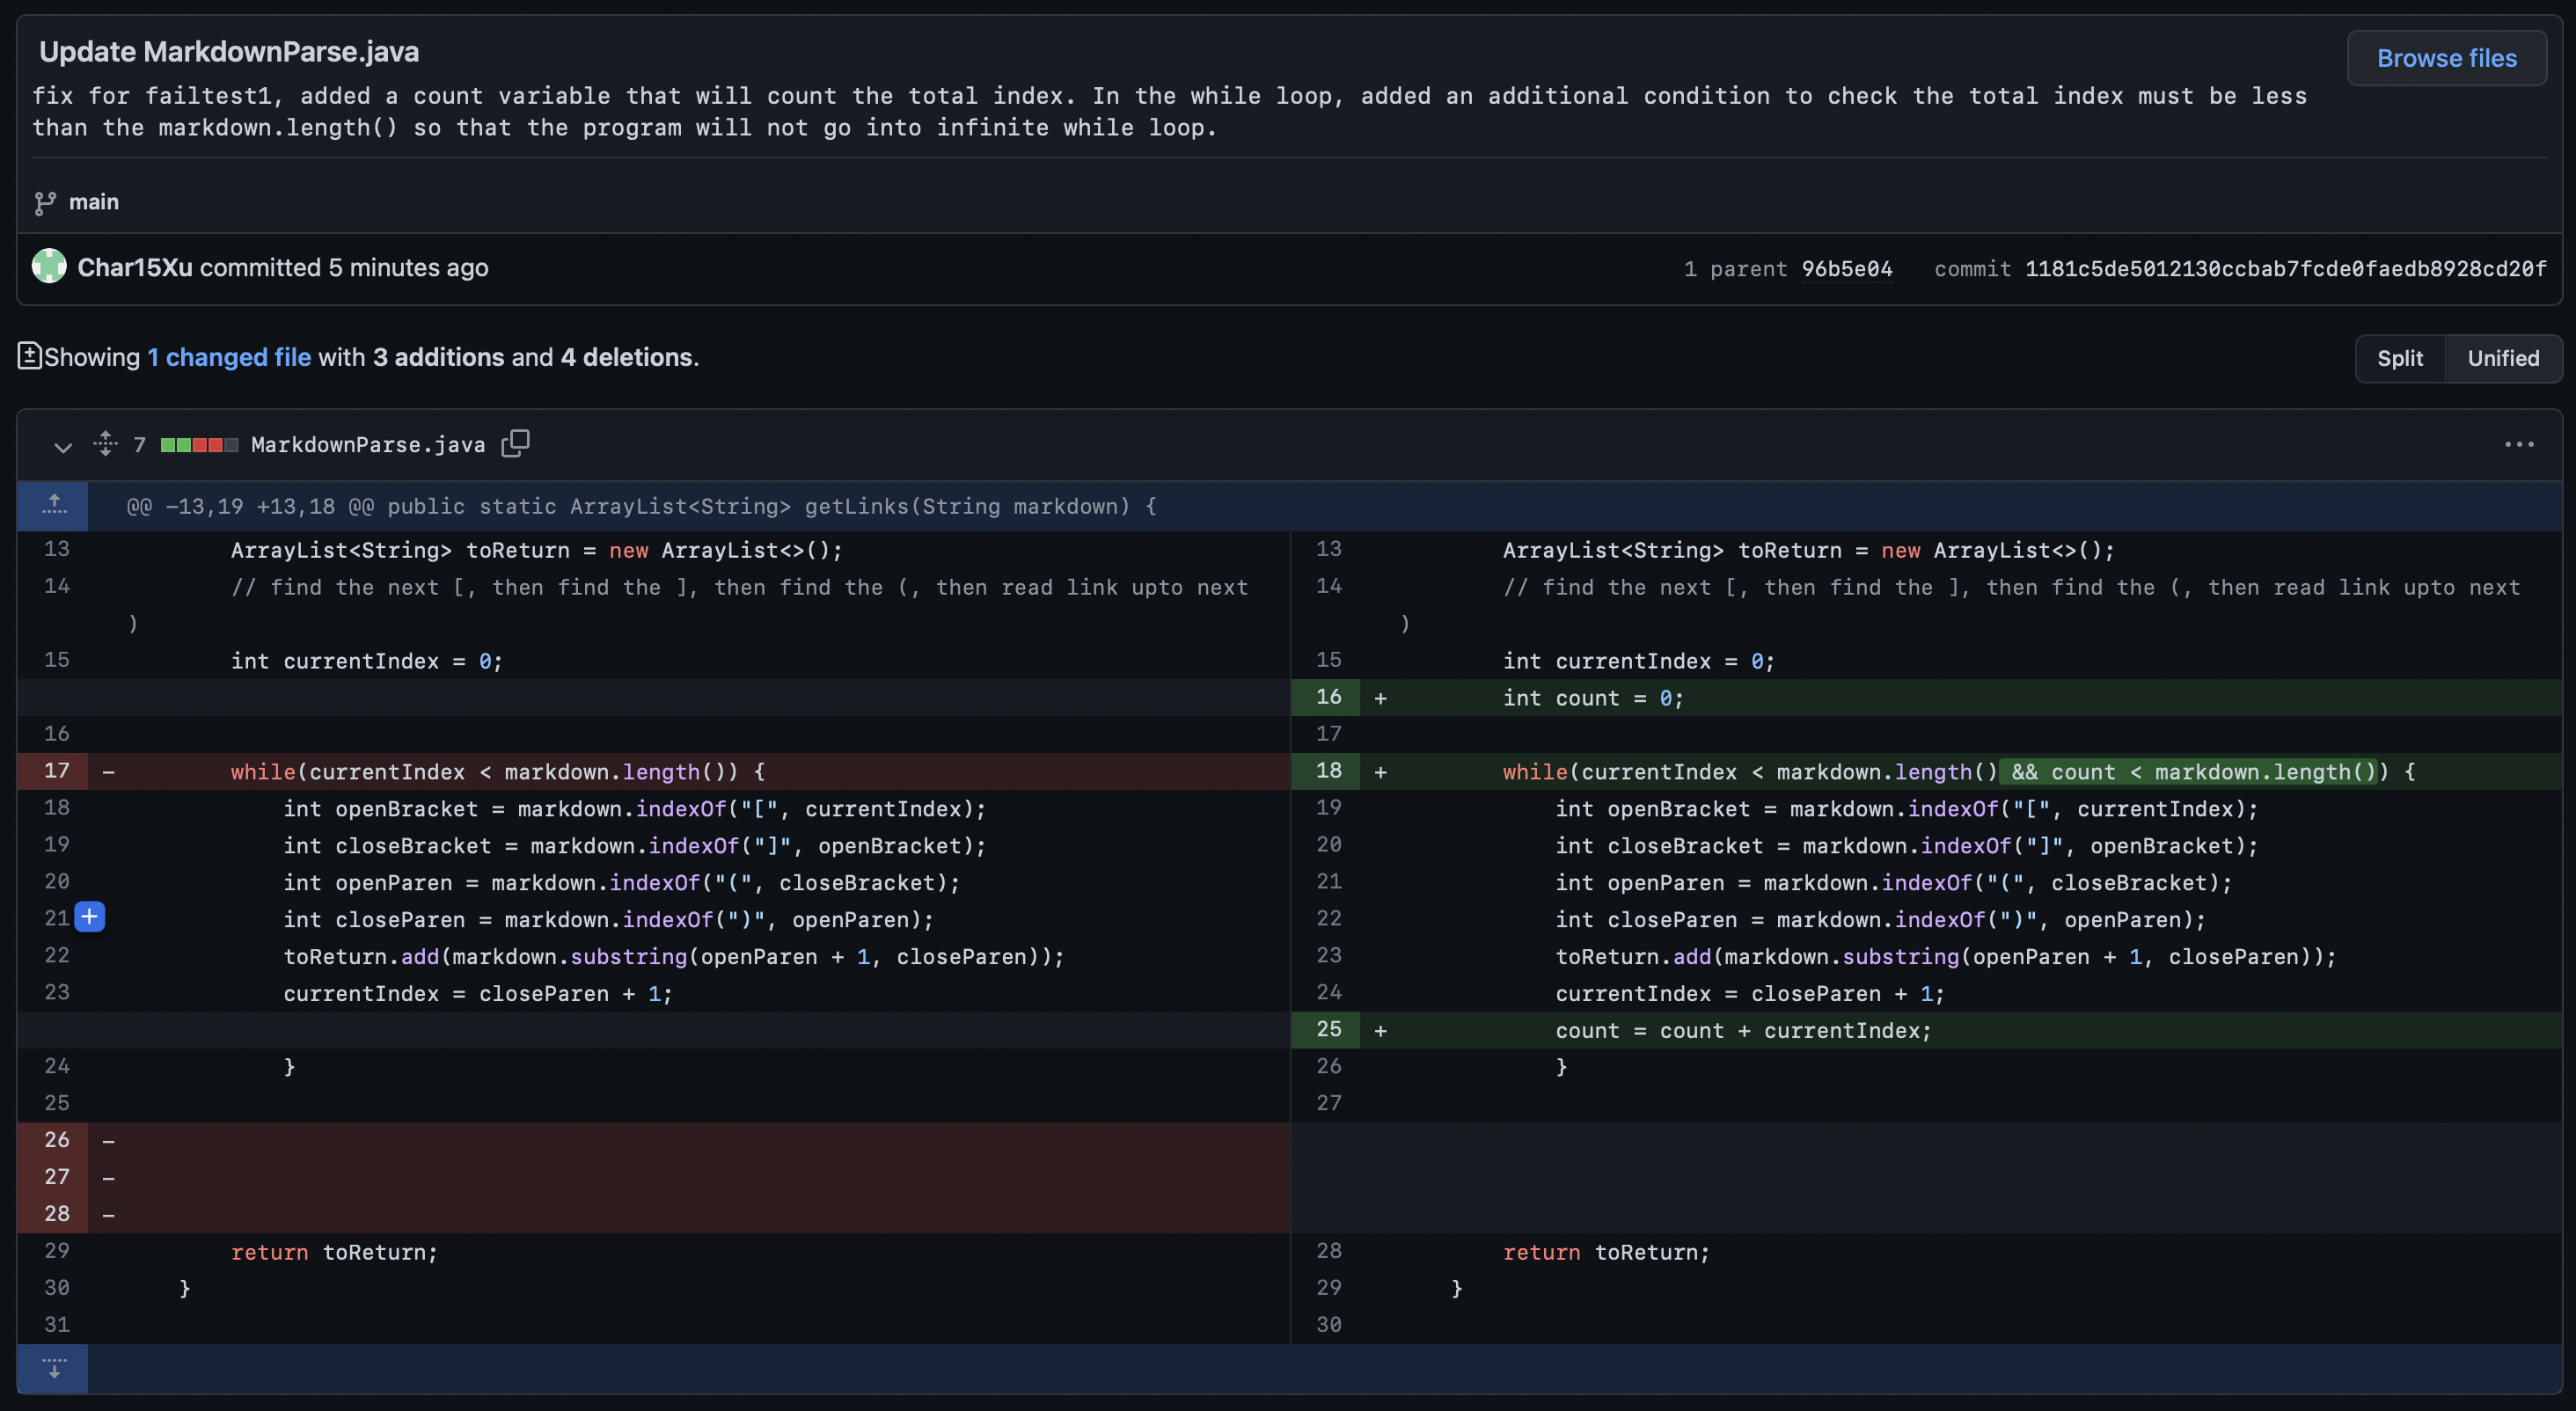 Update MarkdownParse.java
Browse files
fix for failtest1, added a count variable that will count the total index. In the while loop, added an additional condition to check the total index must be less
than the markdown.length() so that the program will not go into infinite while loop.
main
Char15Xu committed 5 minutes ago
1 parent 96b5e04 commit 1181c5de5012130ccbab7fcde0faedb8928cd20f
Showing 1 changed file with 3 additions and 4 deletions.
Split Unified
7 MarkdownParse.java
@@ -13,19 +13,18 @@ public static ArrayList<String> getLinks(String markdown) {
13 ArrayList<String> toReturn = new ArrayList<>();
14 // find the next [, then find the ], then find the (, then read link upto next
)
15 int currentIndex = 0;
16
17 - while(currentIndex < markdown.length()) {
18 int openBracket = markdown.indexOf("[", currentIndex);
19 int closeBracket = markdown.indexOf("]", openBracket);
20 int openParen = markdown.indexOf("(", closeBracket);
21 + int closeParen = markdown.indexOf(")", openParen);
22 toReturn.add(markdown.substring(openParen + 1, closeParen));
23 currentIndex = closeParen + 1;
24 }
25
26 -
27 -
28 -
29 return toReturn;
30 }
31
13 ArrayList<String> toReturn = new ArrayList<>();
14 // find the next [, then find the ], then find the (, then read link upto next
)
15 int currentIndex = 0;
16 + int count = 0;
17
18 + while(currentIndex < markdown.length() && count < markdown.length()) {
19 int openBracket = markdown.indexOf("[", currentIndex);
20 int closeBracket = markdown.indexOf("]", openBracket);
21 int openParen = markdown.indexOf("(", closeBracket);
22 int closeParen = markdown.indexOf(")", openParen);
23 toReturn.add(markdown.substring(openParen + 1, closeParen));
24 currentIndex = closeParen + 1;
25 + count = count + currentIndex;
26 }
27
28 return toReturn;
29 }
30